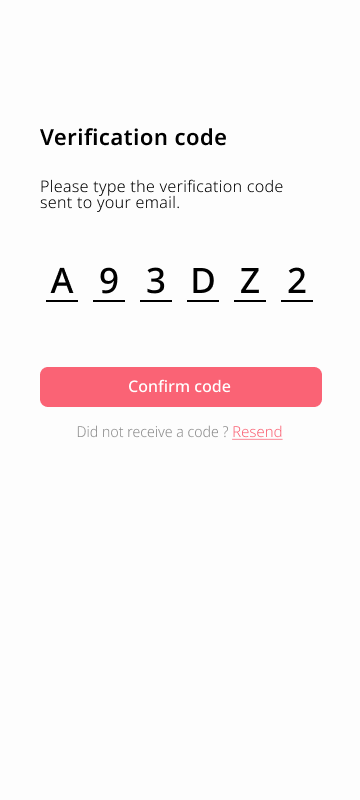 Verification code
Please type the verification code
sent to your email.
A 9 3 D Z 2
Confirm code
Did not receive a code ? Resend